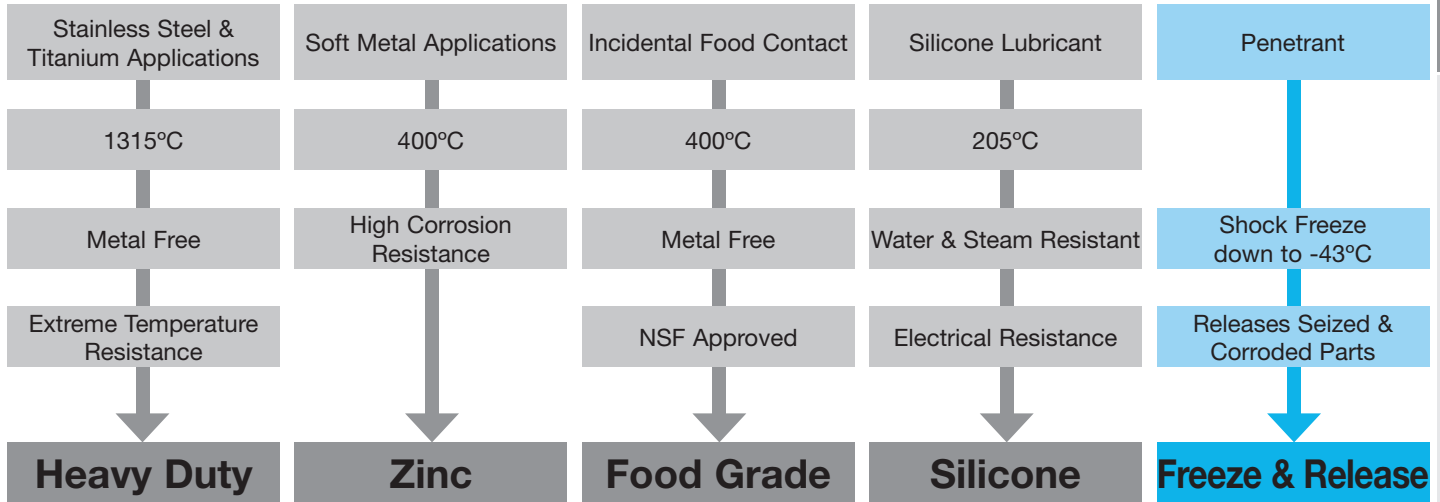 Stainless Steel &
Titanium Applications
1315ºC
Metal Free
Extreme Temperature
Resistance
Heavy Duty
Soft Metal Applications
400ºC
High Corrosion
Resistance
Zinc
Incidental Food Contact
400ºC
Metal Free
NSF Approved
Food Grade
Silicone Lubricant
205ºC
Water & Steam Resistant
Electrical Resistance
Silicone
Penetrant
Shock Freeze
down to -43ºC
Releases Seized &
Corroded Parts
Freeze & Release